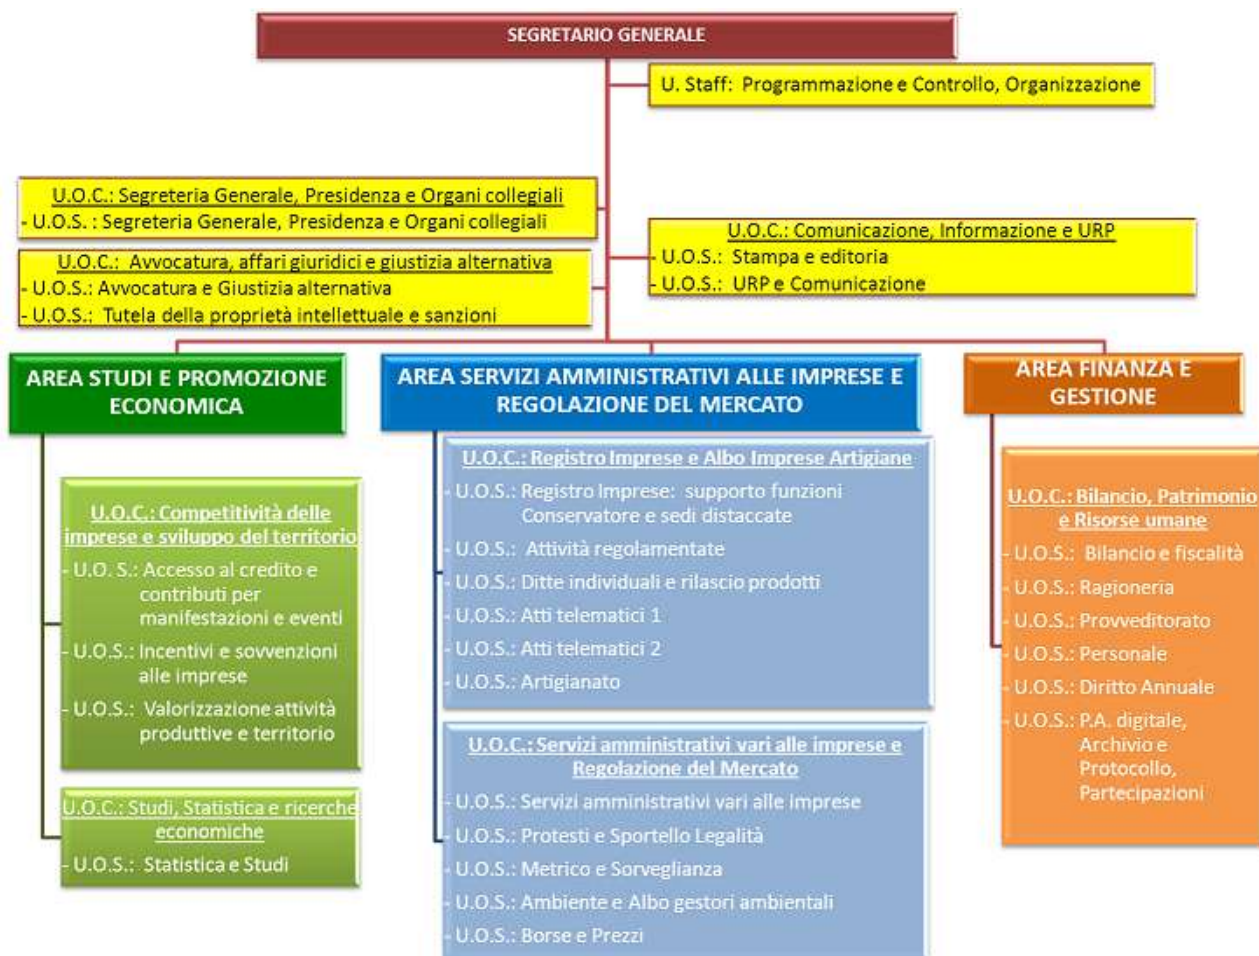 SEGRETARIO GENERALE
U. Staff: Programmazione e Controllo, Organizzazione
U.O.C.: Segreteria Generale, Presidenza e Organi collegiali
- U.O.S. : Segreteria Generale, Presidenza e Organi collegiali
U.O.C.: Comunicazione, Informazione e URP
- U.O.S.: Stampa e editoria
- U.O.S.: URP e Comunicazione
U.O.C.: Avvocatura, affari giuridici e giustizia alternativa
- U.O.S.: Avvocatura e Giustizia alternativa
- U.O.S.: Tutela della proprietà intellettuale e sanzioni
AREA STUDI E PROMOZIONE
ECONOMICA
U.O.C.: Competitività delle
imprese e sviluppo del territorio
- U.O. S.: Accesso al credito e
contributi per
manifestazioni e eventi
- U.O.S.: Incentivi e sovvenzioni
alle imprese
- U.O.S.: Valorizzazione attività
produttive e territorio
U.O.C.: Studi, Statistica e ricerche
economiche
- U.O.S.: Statistica e Studi
AREA SERVIZI AMMINISTRATIVI ALLE IMPRESE E
REGOLAZIONE DEL MERCATO
U.O.C.: Registro Imprese e Albo Imprese Artigiane
- U.O.S.: Registro Imprese: supporto funzioni
Conservatore e sedi distaccate
- U.O.S.: Attività regolamentate
- U.O.S.: Ditte individuali e rilascio prodotti
- U.O.S.: Atti telematici 1
- U.O.S.: Atti telematici 2
- U.O.S.: Artigianato
U.O.C.: Servizi amministrativi vari alle imprese e
Regolazione del Mercato
- U.O.S.: Servizi amministrativi vari alle imprese
- U.O.S.: Protesti e Sportello Legalità
- U.O.S.: Metrico e Sorveglianza
- U.O.S.: Ambiente e Albo gestori ambientali
- U.O.S.: Borse e Prezzi
AREA FINANZA E
GESTIONE
U.O.C.: Bilancio, Patrimonio
e Risorse umane
- U.O.S.: Bilancio e fiscalità
- U.O.S.: Ragioneria
- U.O.S.: Provveditorato
- U.O.S.: Personale
- U.O.S.: Diritto Annuale
- U.O.S.: P.A. digitale,
Archivio e
Protocollo,
Partecipazioni